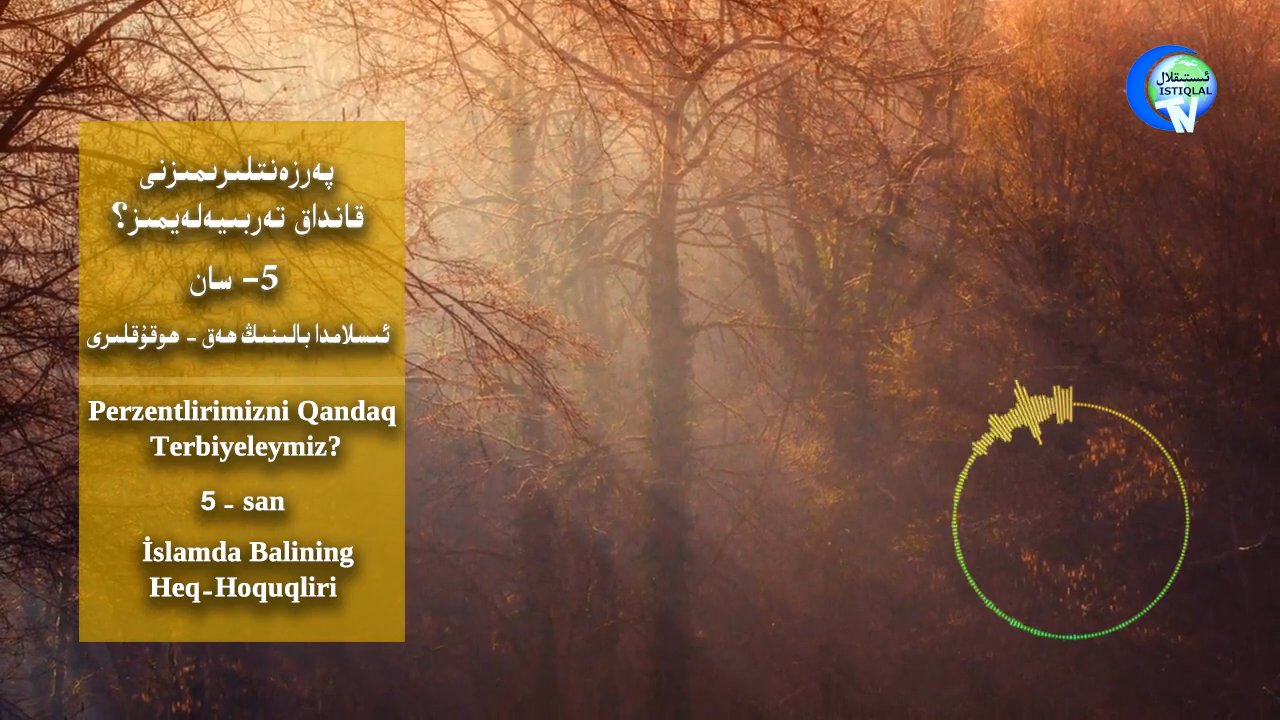 پەرزەنتلىرىمىزنى
قانداق تەربىيەلەيمىز؟
5- سان
ئىسلامدا بالىنىڭ ھەق - ھوقۇقلىرى
Perzentlirimizni Qandaq
Terbiyeleymiz?
5 - san
İslamda Balining
Heq-Hoquqliri
ئىستىقلال
ISTIQLAL
TV